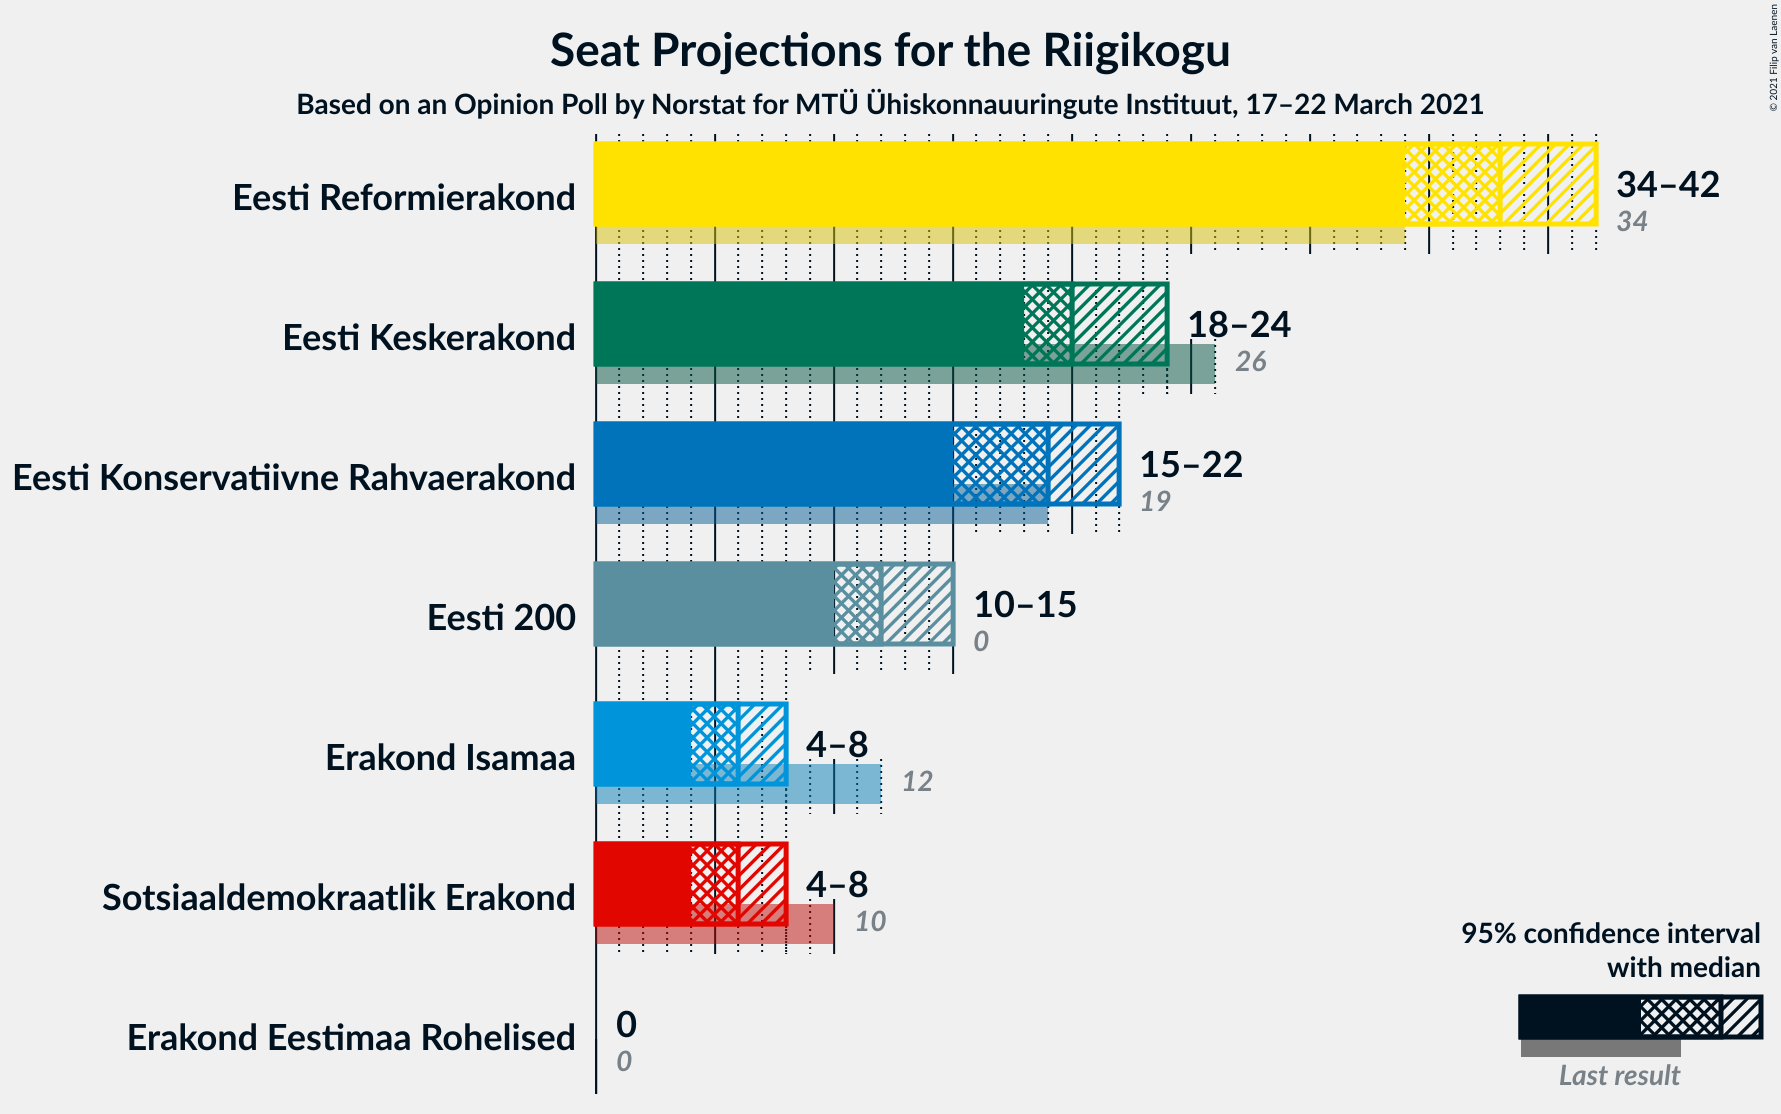 Seat Projections for the Riigikogu
Based on an Opinion Poll by Norstat for MTÜ Ühiskonnauuringute Instituut, 17–22 March 2021
© 2021 Filip van Laenen
Eesti Reformierakond
34–42
34
Eesti Keskerakond
18–24
26
Eesti Konservatiivne Rahvaerakond
15–22
19
Eesti 200
10–15
0
Erakond Isamaa
4–8
12
Sotsiaaldemokraatlik Erakond
4–8
10
Erakond Eestimaa Rohelised
0
0
95% confidence interval
with median
Last result